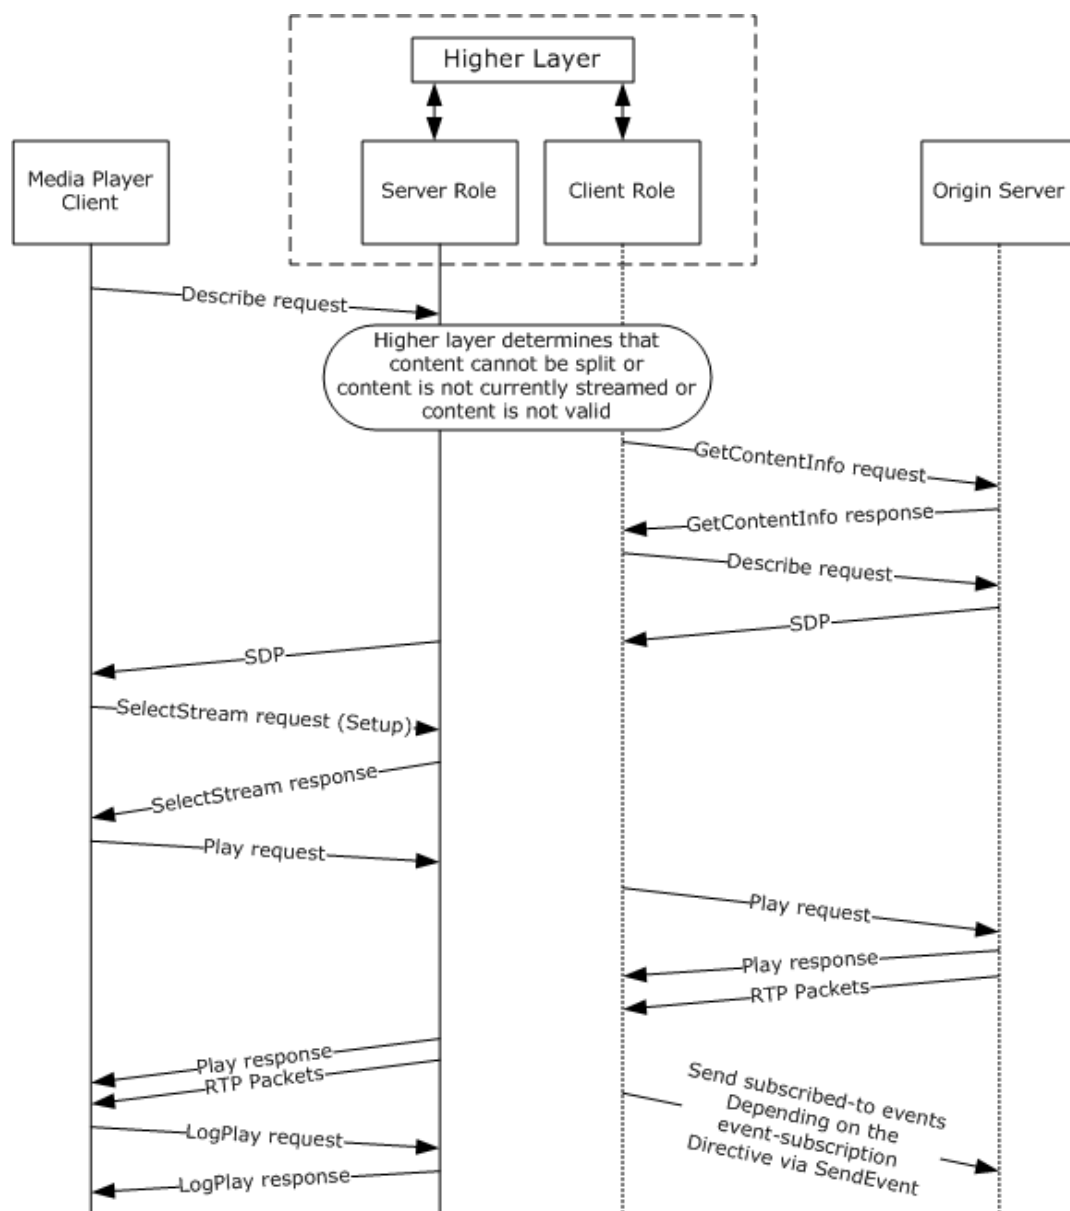 Higher Layer
Media Player
Client
Server Role
Client Role
Origin Server
Describe request
Higher layer determines that
content cannot be split or
content is not currently streamed or
content is not valid
GetContentInfo request
GetContentInfo response
Describe request
SDP
SDP
SelectStream request (Setup)
SelectStream response
Play request
Play request
Play response
RTP Packets
Play response
RTP Packets
Send subscribed-to events
Depending on the
event-subscription
Directive via SendEvent
LogPlay request
LogPlay response